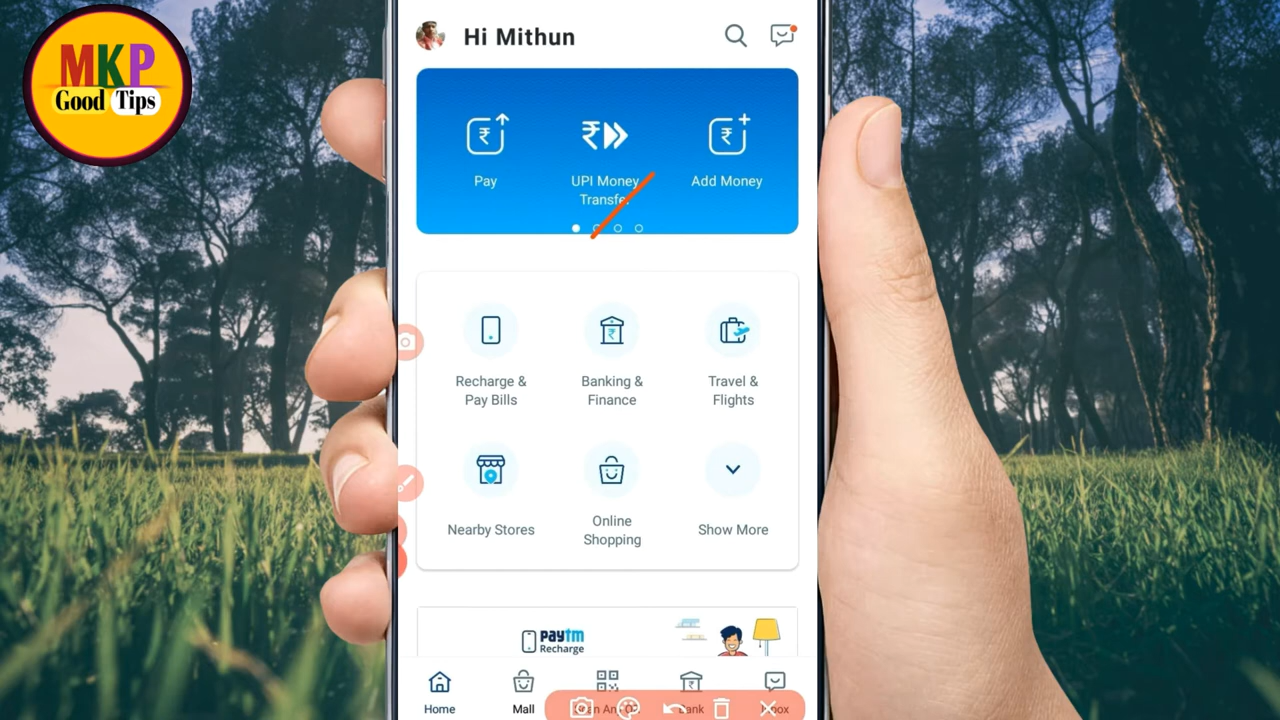 MKP
Good Tips
Hi Mithun
Pay
UPI Money
Transfer
Add Money
Recharge &
Pay Bills
Banking &
Finance
Travel &
Flights
Nearby Stores
Online
Shopping
Show More
paytm
Recharge
Home
Mall